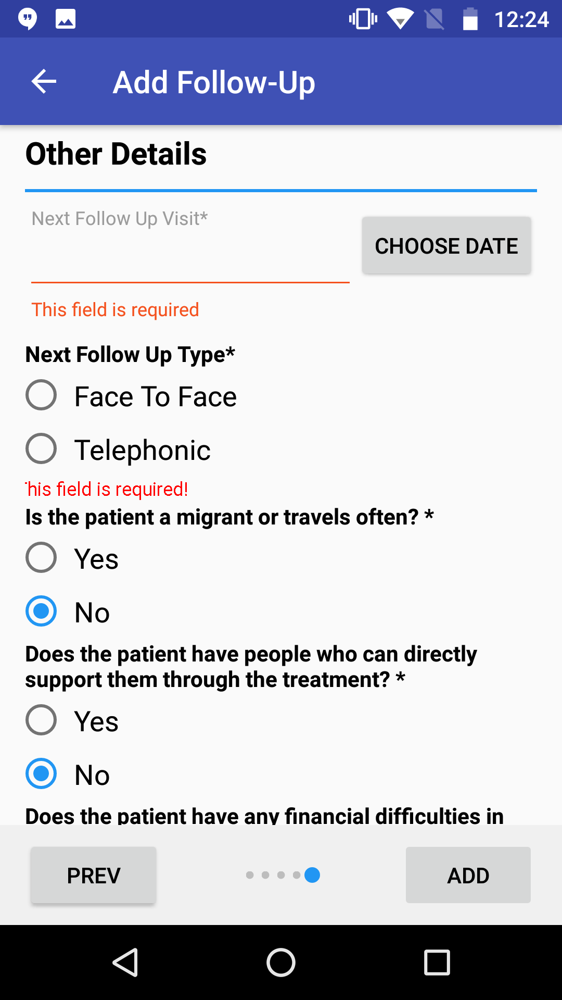 12:24
Add Follow-Up
Other Details
Next Follow Up Visit*
CHOOSE DATE
This field is required
Next Follow Up Type*
Face To Face
Telephonic
his field is required!
Is the patient a migrant or travels often? *
Yes
No
Does the patient have people who can directly
support them through the treatment? *
Yes
No
Does the patient have any financial difficulties in
PREV
ADD